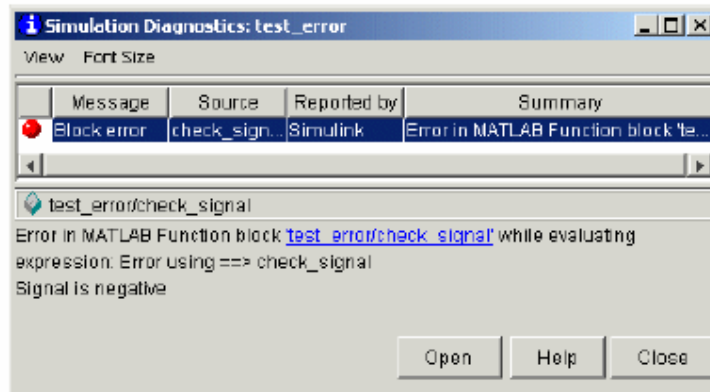 Simulation Diagnostics: test_error
View Font Size
Message Source Reported by Summary
Block error check_sign... Simulink Error in MATLAB Function block 'te...
test_error/check_signal
Error in MATLAB Function block 'test_error/check_signal' while evaluating
expression: Error using ==> check_signal
Signal is negative
Open Help Close